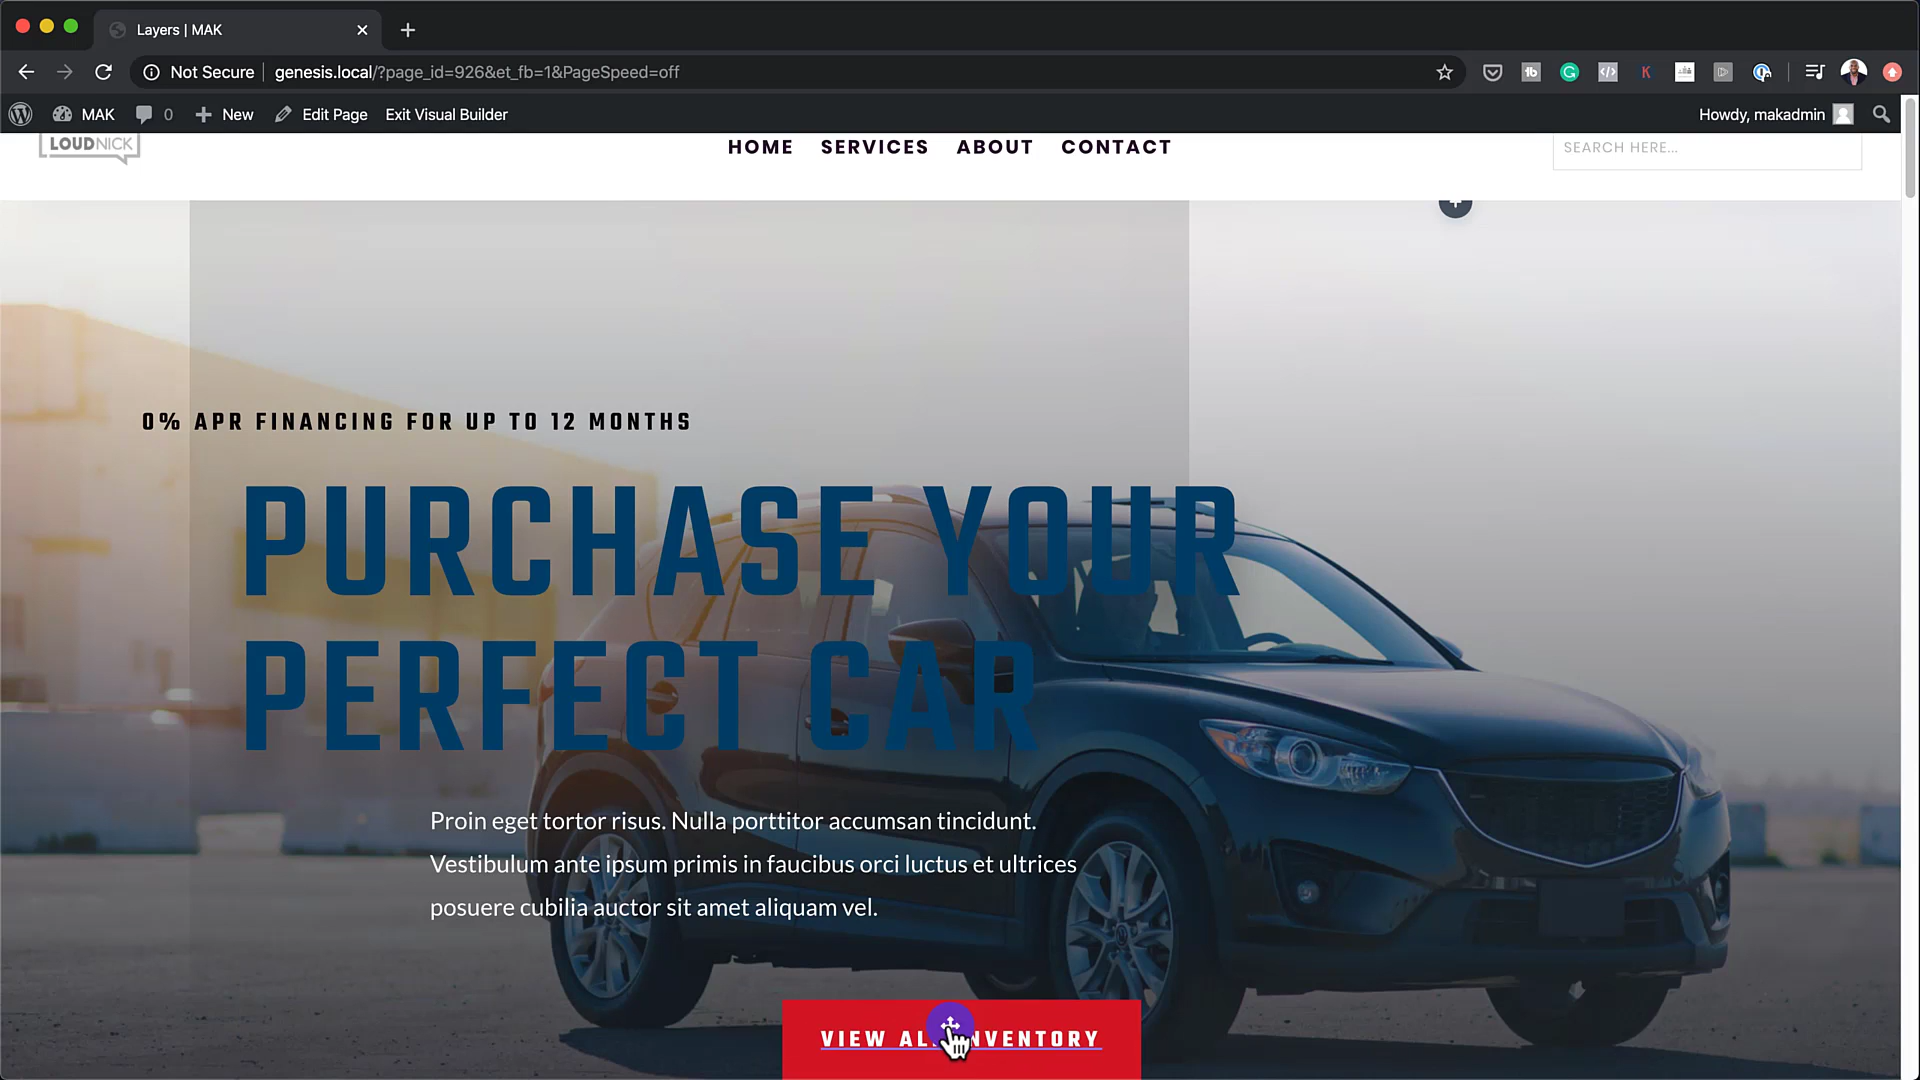 Layers | MAK
Not Secure genesis.local/?page_id=926&et_fb=1&PageSpeed=off
MAK 0 New Edit Page Exit Visual Builder Howdy, makadmin
LOUDNICK HOME SERVICES ABOUT CONTACT SEARCH HERE...
0% APR FINANCING FOR UP TO 12 MONTHS
PURCHASE YOUR
PERFECT CAR
Proin eget tortor risus. Nulla porttitor accumsan tincidunt.
Vestibulum ante ipsum primis in faucibus orci luctus et ultrices
posuere cubilia auctor sit amet aliquam vel.
VIEW ALL INVENTORY